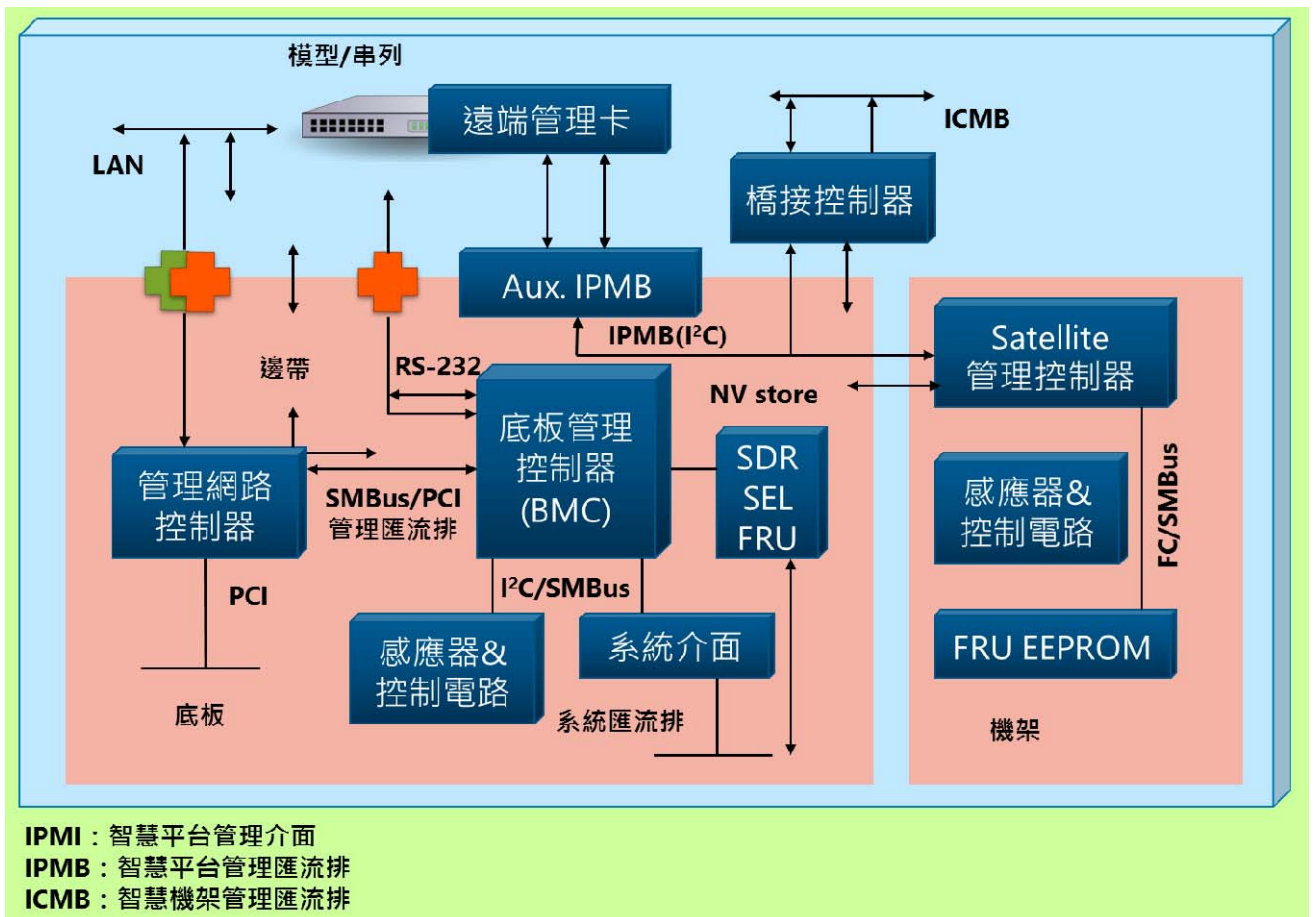 模型/串列
遠端管理卡
LAN
ICMB
橋接控制器
Aux. IPMB
IPMB(I²C)
Satellite
管理控制器
邊帶
RS-232
NV store
底板管理
控制器
(BMC)
SDR
SEL
FRU
管理網路
控制器
SMBus/PCI
管理匯流排
感應器&
控制電路
FC/SMBus
PCI
I²C/SMBus
感應器&
控制電路
系統介面
FRU EEPROM
底板
系統匯流排
機架
IPMI：智慧平台管理介面
IPMB：智慧平台管理匯流排
ICMB：智慧機架管理匯流排